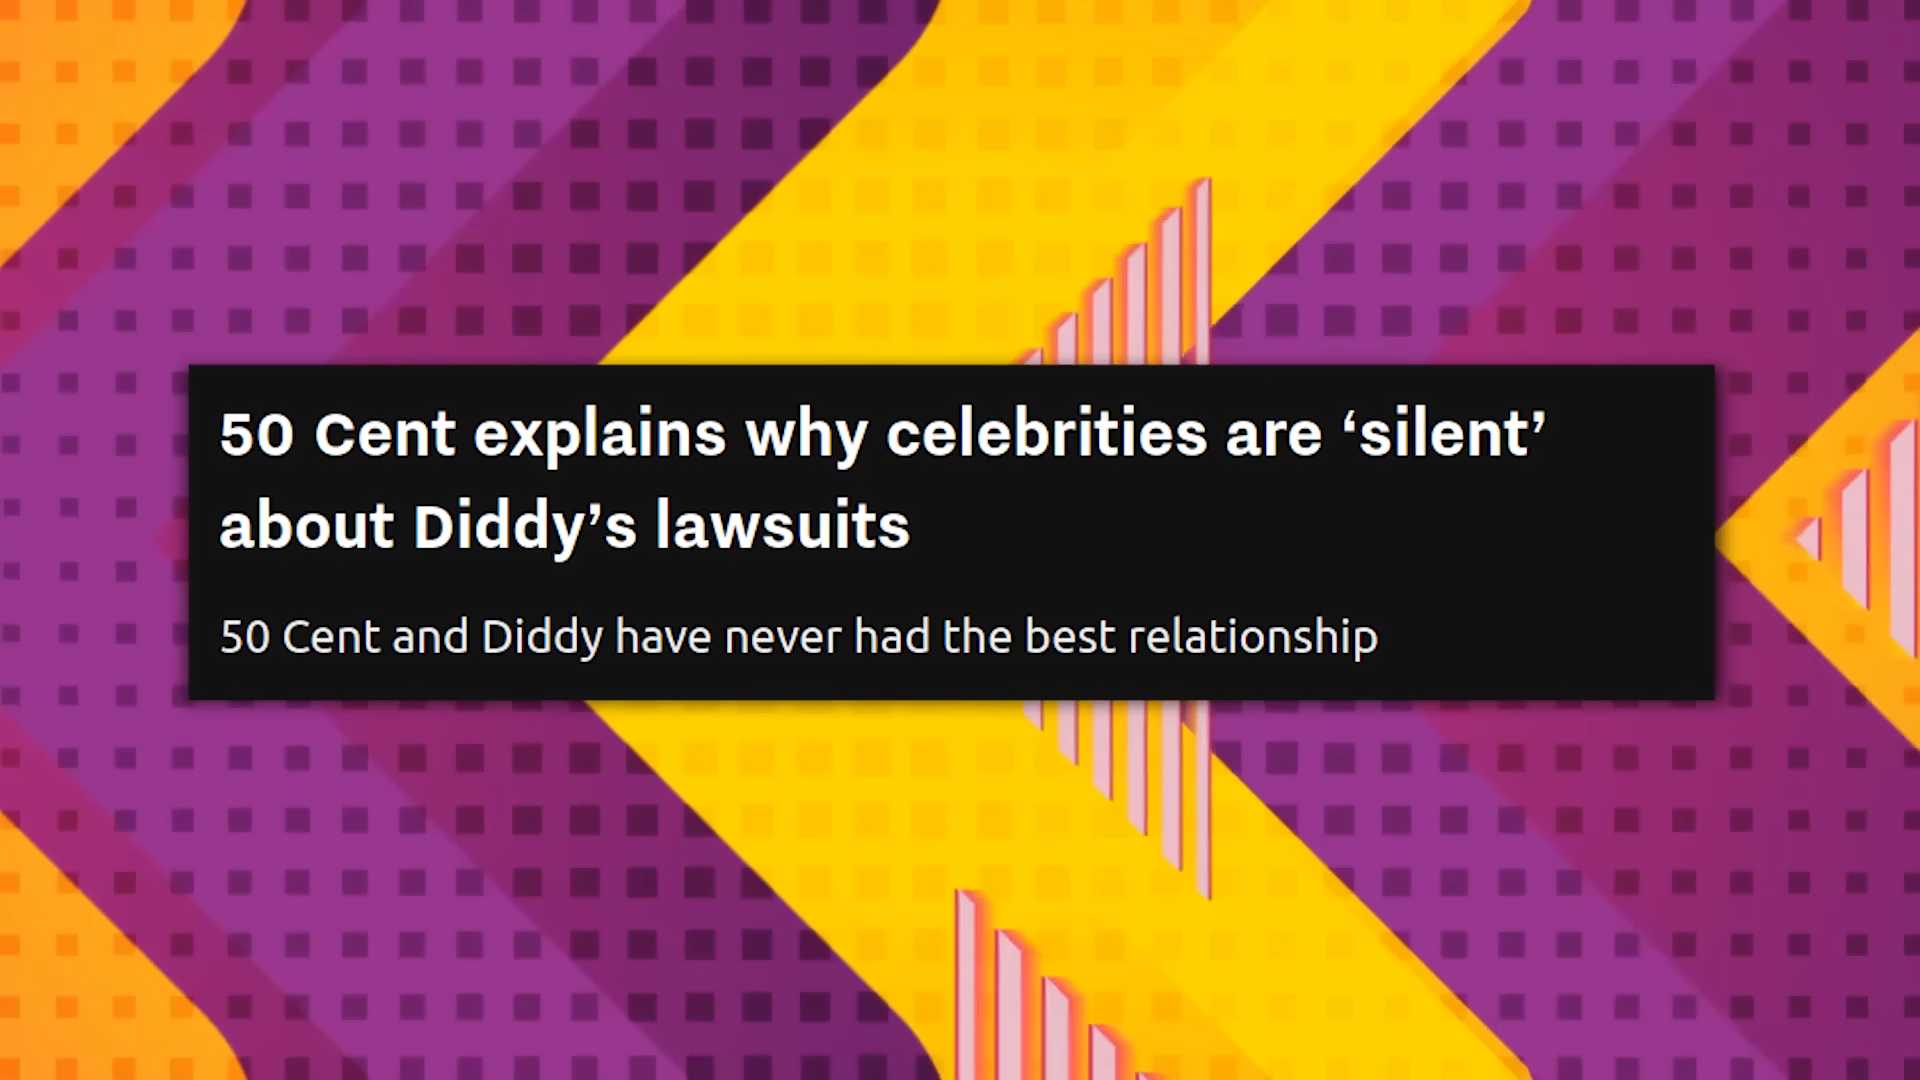 50 Cent explains why celebrities are ‘silent’
about Diddy’s lawsuits
50 Cent and Diddy have never had the best relationship